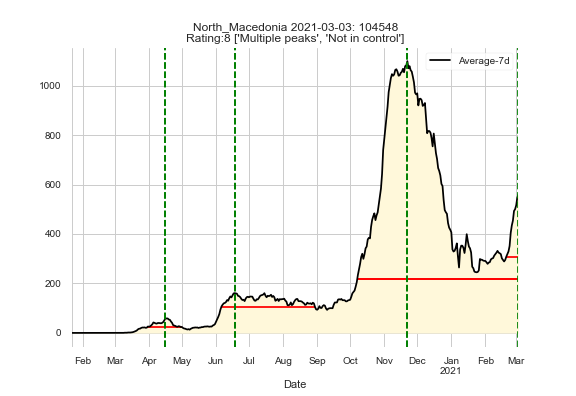 North_Macedonia 2021-03-03: 104548
Rating:8 ['Multiple peaks', 'Not in control']
Average-7d
1000
800
600
400
200
0
Feb Mar Apr May Jun Jul Aug Sep Oct Nov Dec Jan Feb Mar
2021
Date